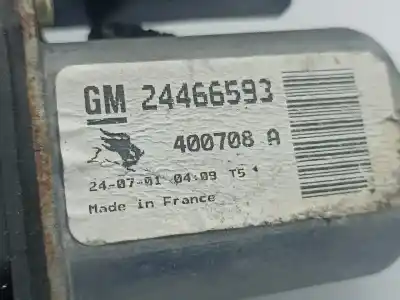 GM 24466593
400708 A
24-07-01 04:09 T5
Made in France